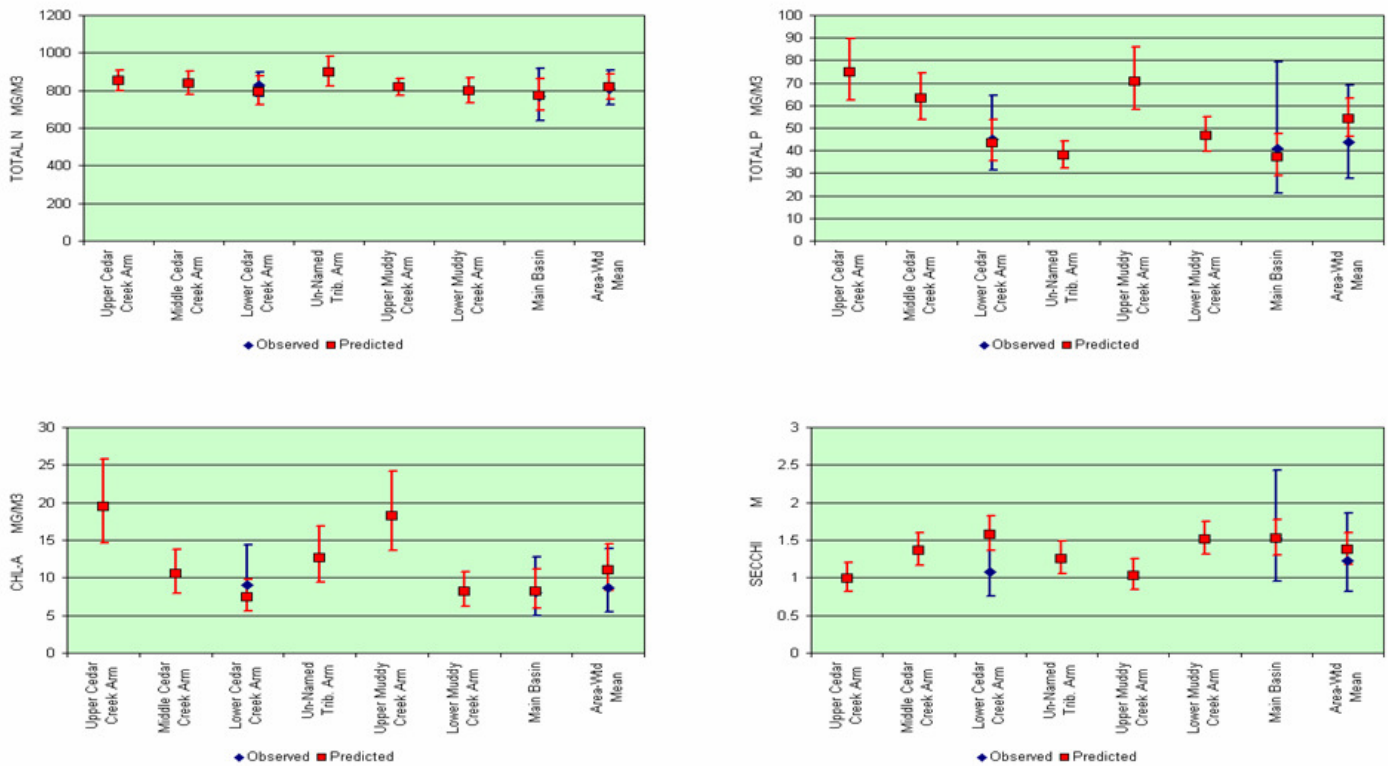 1200
1000
800
600
400
200
0
TOTAL N MG/M3
Upper Cedar
Creek Arm
Middle Cedar
Creek Arm
Lower Cedar
Creek Arm
Un-Named
Trib. Arm
Upper Muddy
Creek Arm
Lower Muddy
Creek Arm
Main Basin
Area-Wtd
Mean
Observed Predicted
100
90
80
70
60
50
40
30
20
10
0
TOTAL P MG/M3
Upper Cedar
Creek Arm
Middle Cedar
Creek Arm
Lower Cedar
Creek Arm
Un-Named
Trib. Arm
Upper Muddy
Creek Arm
Lower Muddy
Creek Arm
Main Basin
Area-Wtd
Mean
Observed Predicted
30
25
20
15
10
5
0
CHL-A MG/M3
Upper Cedar
Creek Arm
Middle Cedar
Creek Arm
Lower Cedar
Creek Arm
Un-Named
Trib. Arm
Upper Muddy
Creek Arm
Lower Muddy
Creek Arm
Main Basin
Area-Wtd
Mean
Observed Predicted
3
2.5
2
1.5
1
0.5
0
SECCHI M
Upper Cedar
Creek Arm
Middle Cedar
Creek Arm
Lower Cedar
Creek Arm
Un-Named
Trib. Arm
Upper Muddy
Creek Arm
Lower Muddy
Creek Arm
Main Basin
Area-Wtd
Mean
Observed Predicted